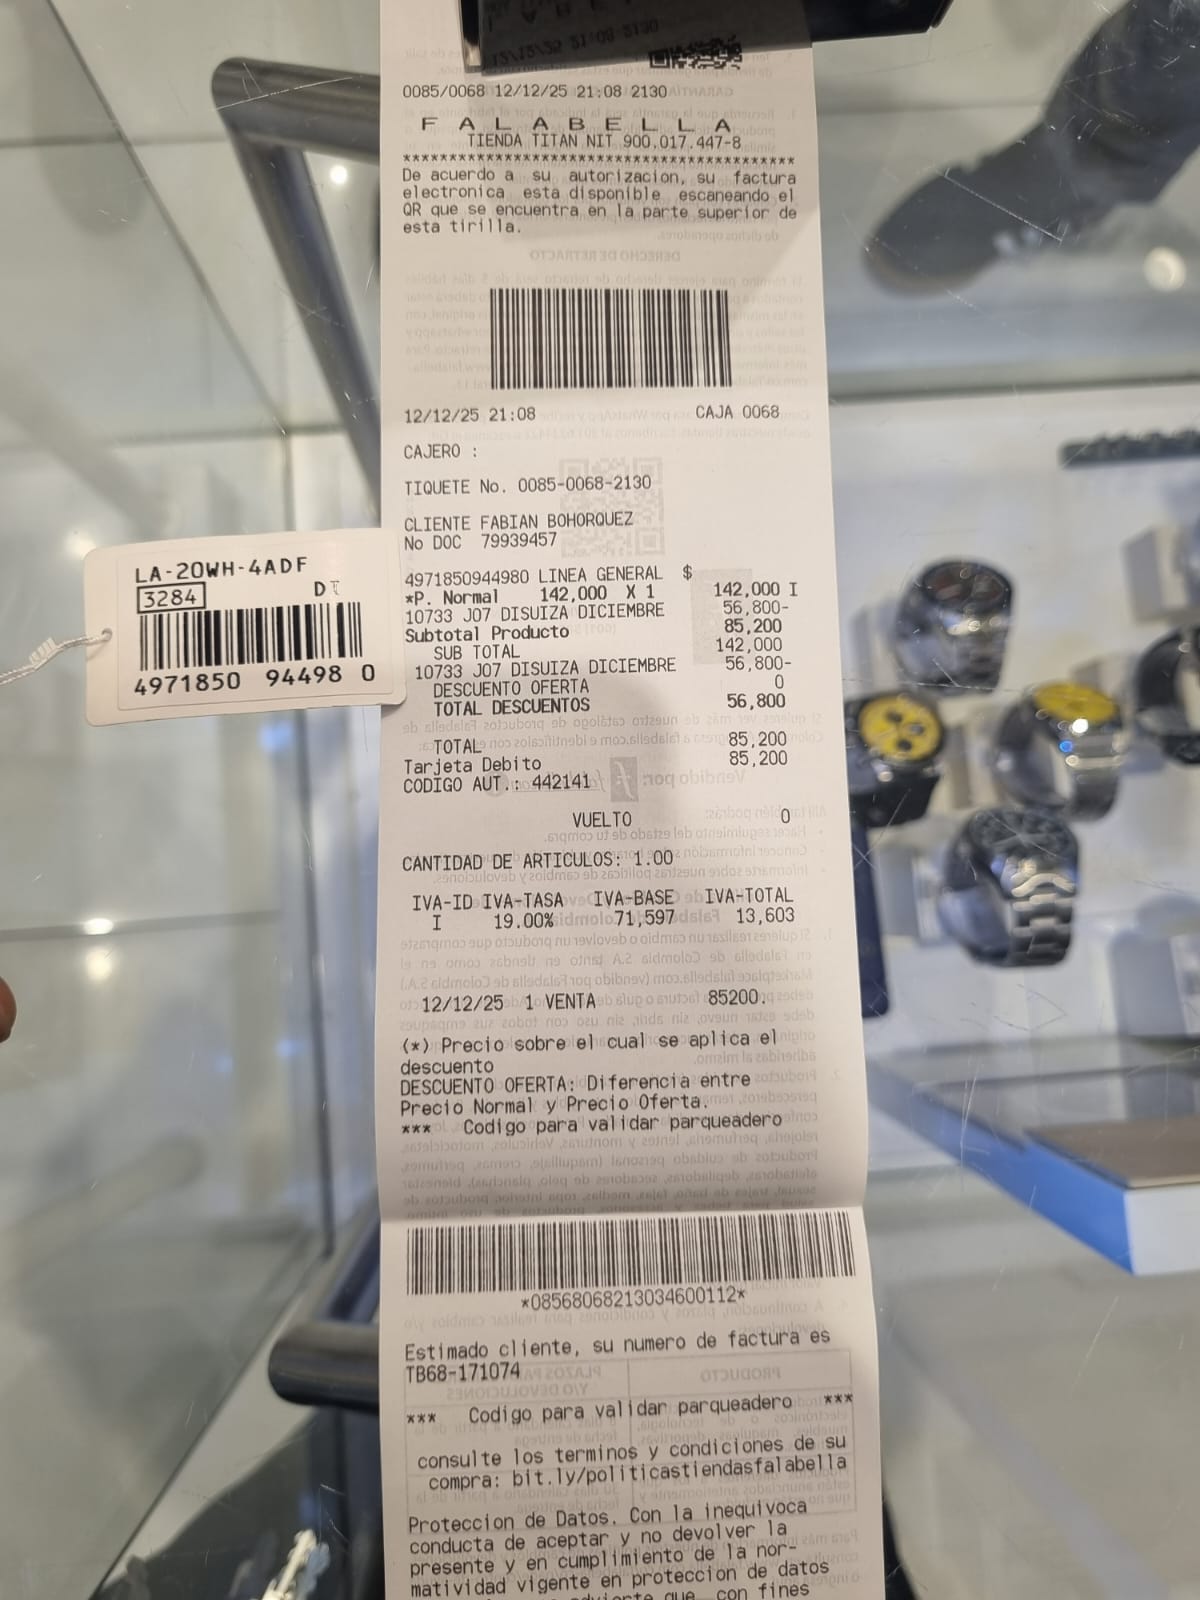 0085/0068 12/12/25 21:08 2130
F A L A B E L L A
TIENDA TITAN NIT 900.017.447-8
******************************************
De acuerdo a su autorizacion, su factura
electronica esta disponible escaneando el
QR que se encuentra en la parte superior de
esta tirilla.
12/12/25 21:08 CAJA 0068
CAJERO :
TIQUETE No. 0085-0068-2130
CLIENTE FABIAN BOHORQUEZ
No DOC 79939457
LA-20WH-4ADF
3284 D
4971850 94498 0
4971850944980 LINEA GENERAL $
*P. Normal 142,000 X 1 142,000 I
10733 J07 DISUIZA DICIEMBRE 56,800-
Subtotal Producto 85,200
SUB TOTAL 142,000
10733 J07 DISUIZA DICIEMBRE 56,800-
DESCUENTO OFERTA 0
TOTAL DESCUENTOS 56,800
TOTAL 85,200
Tarjeta Debito 85,200
CODIGO AUT.: 442141
VUELTO 0
CANTIDAD DE ARTICULOS: 1.00
IVA-ID IVA-TASA IVA-BASE IVA-TOTAL
I 19.00% 71,597 13,603
12/12/25 1 VENTA 85200.
(*) Precio sobre el cual se aplica el
descuento
DESCUENTO OFERTA: Diferencia entre
Precio Normal y Precio Oferta.
*** Codigo para validar parqueadero
*08568068213034600112*
Estimado cliente, su numero de factura es
TB68-171074
*** Codigo para validar parqueadero ***
consulte los terminos y condiciones de su
compra: bit.ly/politicastiendasfalabella
Proteccion de Datos. Con la inequivoca
conducta de aceptar y no devolver la
presente y en cumplimiento de la nor-
matividad vigente en proteccion de datos
que con fines